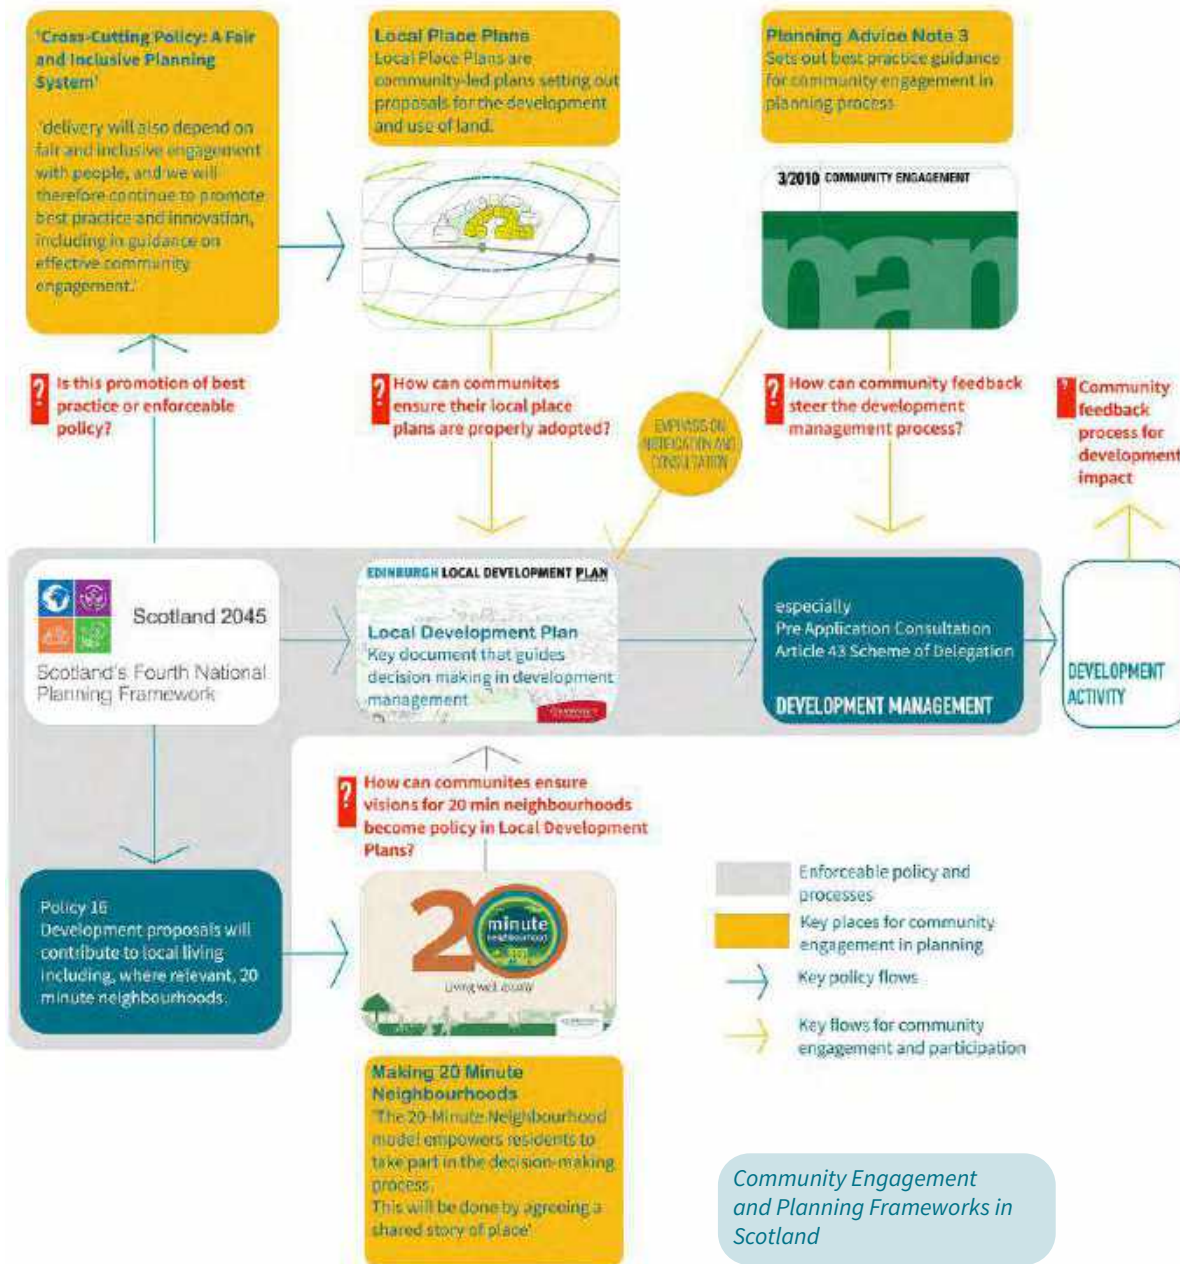 'Cross-Cutting Policy: A Fair
and Inclusive Planning
System'
'delivery will also depend on
fair and inclusive engagement
with people, and we will
therefore continue to promote
best practice and innovation,
including in guidance on
effective community
engagement.'
Local Place Plans
Local Place Plans are
community-led plans setting out
proposals for the development
and use of land.
Planning Advice Note 3
Sets out best practice guidance
for community engagement in
planning process
3/2010 COMMUNITY ENGAGEMENT
pan
? Is this promotion of best
practice or enforceable
policy?
? How can communites
ensure their local place
plans are properly adopted?
EMPHASIS ON
NOTIFICATION AND
CONSULTATION
? How can community feedback
steer the development
management process?
? Community
feedback
process for
development
impact
Scotland 2045
Scotland's Fourth National
Planning Framework
EDINBURGH LOCAL DEVELOPMENT PLAN
Local Development Plan
Key document that guides
decision making in development
management
especially
Pre Application Consultation
Article 43 Scheme of Delegation
DEVELOPMENT MANAGEMENT
DEVELOPMENT
ACTIVITY
? How can communites ensure
visions for 20 min neighbourhoods
become policy in Local Development
Plans?
Policy 16
Development proposals will
contribute to local living
including, where relevant, 20
minute neighbourhoods.
20
minute
neighbourhood
Living well, locally
Making 20 Minute
Neighbourhoods
'The 20-Minute Neighbourhood
model empowers residents to
take part in the decision-making
process.
This will be done by agreeing a
shared story of place'
Enforceable policy and
processes
Key places for community
engagement in planning
Key policy flows
Key flows for community
engagement and participation
Community Engagement
and Planning Frameworks in
Scotland